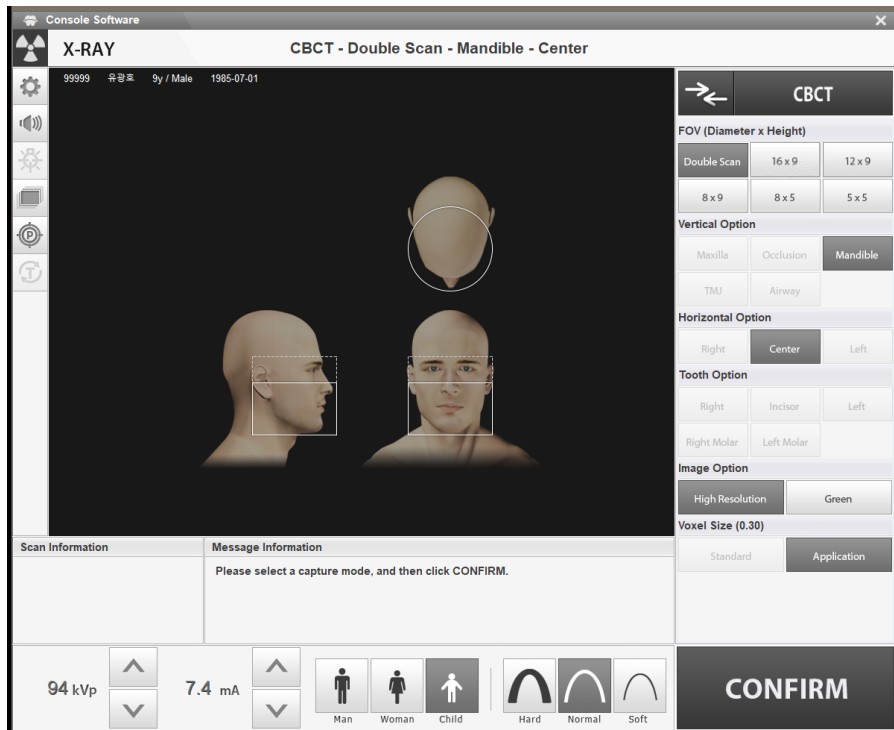 Console Software
X-RAY
CBCT - Double Scan - Mandible - Center
99999 유광호 9y / Male 1985-07-01
CBCT
FOV (Diameter x Height)
Double Scan 16 x 9 12 x 9
8 x 9 8 x 5 5 x 5
Vertical Option
Maxilla Occlusion Mandible
TMJ Airway
Horizontal Option
Right Center Left
Tooth Option
Right Incisor Left
Right Molar Left Molar
Image Option
High Resolution Green
Voxel Size (0.30)
Standard Application
Scan Information
Message Information
Please select a capture mode, and then click CONFIRM.
94 kVp
7.4 mA
Man Woman Child
Hard Normal Soft
CONFIRM
P
T